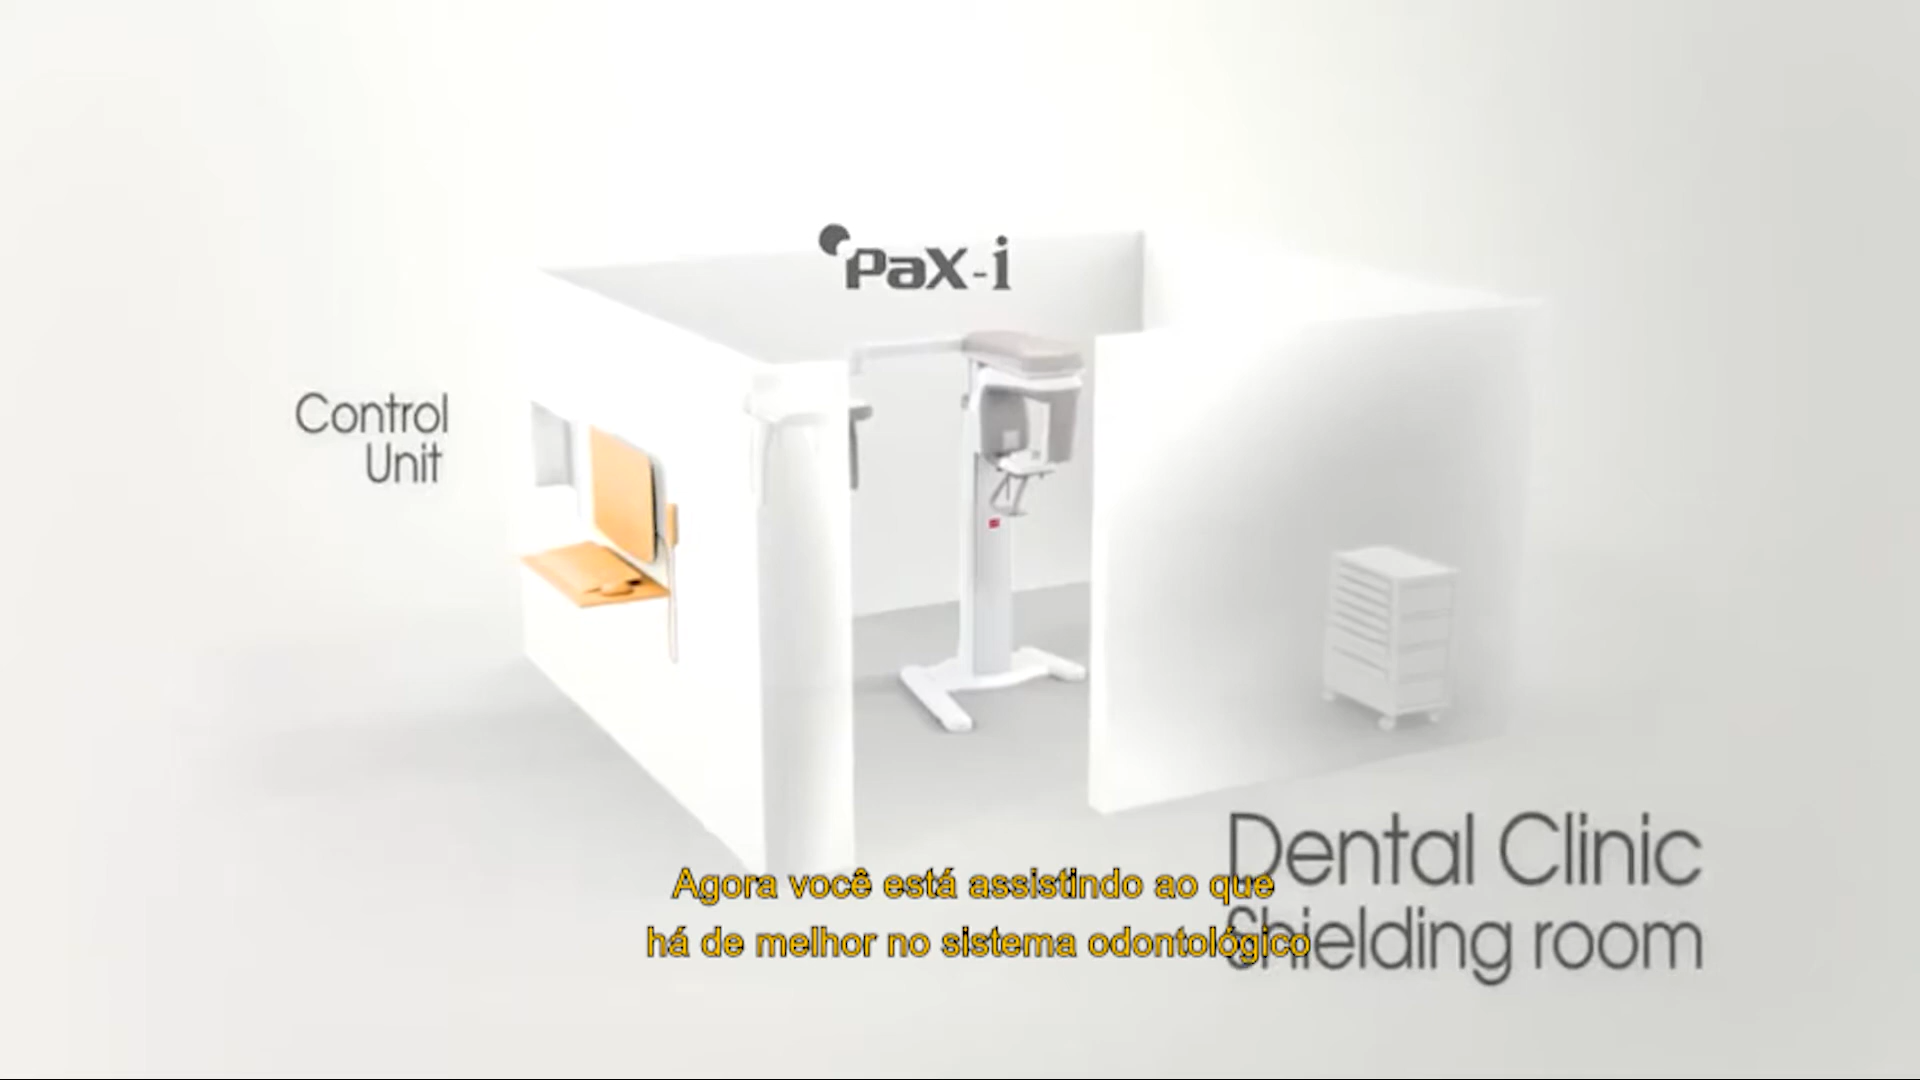 PaX-i
Control
Unit
Dental Clinic
Shielding room
Agora você está assistindo ao que
há de melhor no sistema odontológico